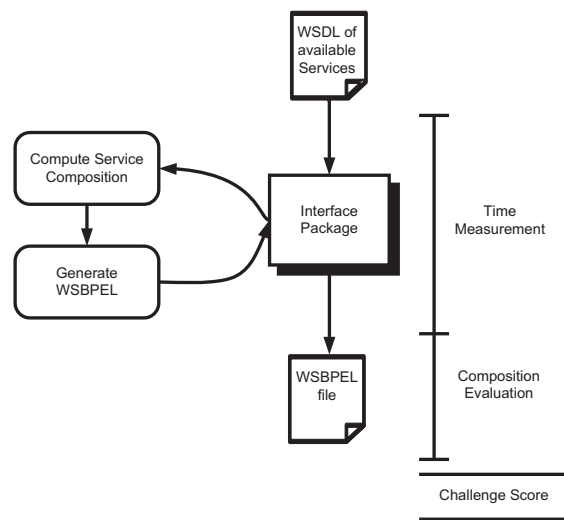 WSDL of
available
Services
Compute Service
Composition
Interface
Package
Time
Measurement
Generate
WSBPEL
WSBPEL
file
Composition
Evaluation
Challenge Score